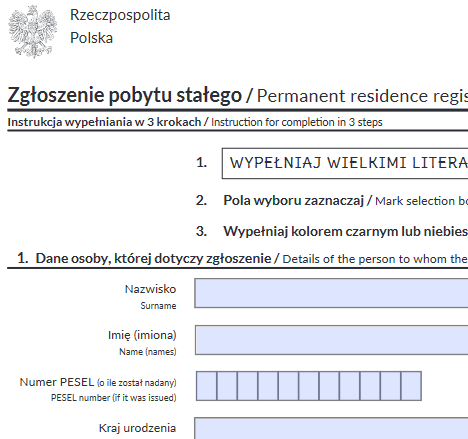 Rzeczpospolita
Polska
Zgłoszenie pobytu stałego / Permanent residence regis
Instrukcja wypełniania w 3 krokach / Instruction for completion in 3 steps
1. WYPEŁNIAJ WIELKIMI LITERA
2. Pola wyboru zaznaczaj / Mark selection bo
3. Wypełniaj kolorem czarnym lub niebies
1. Dane osoby, której dotyczy zgłoszenie / Details of the person to whom the
Nazwisko
Surname
Imię (imiona)
Name (names)
Numer PESEL (o ile został nadany)
PESEL number (if it was issued)
Kraj urodzenia